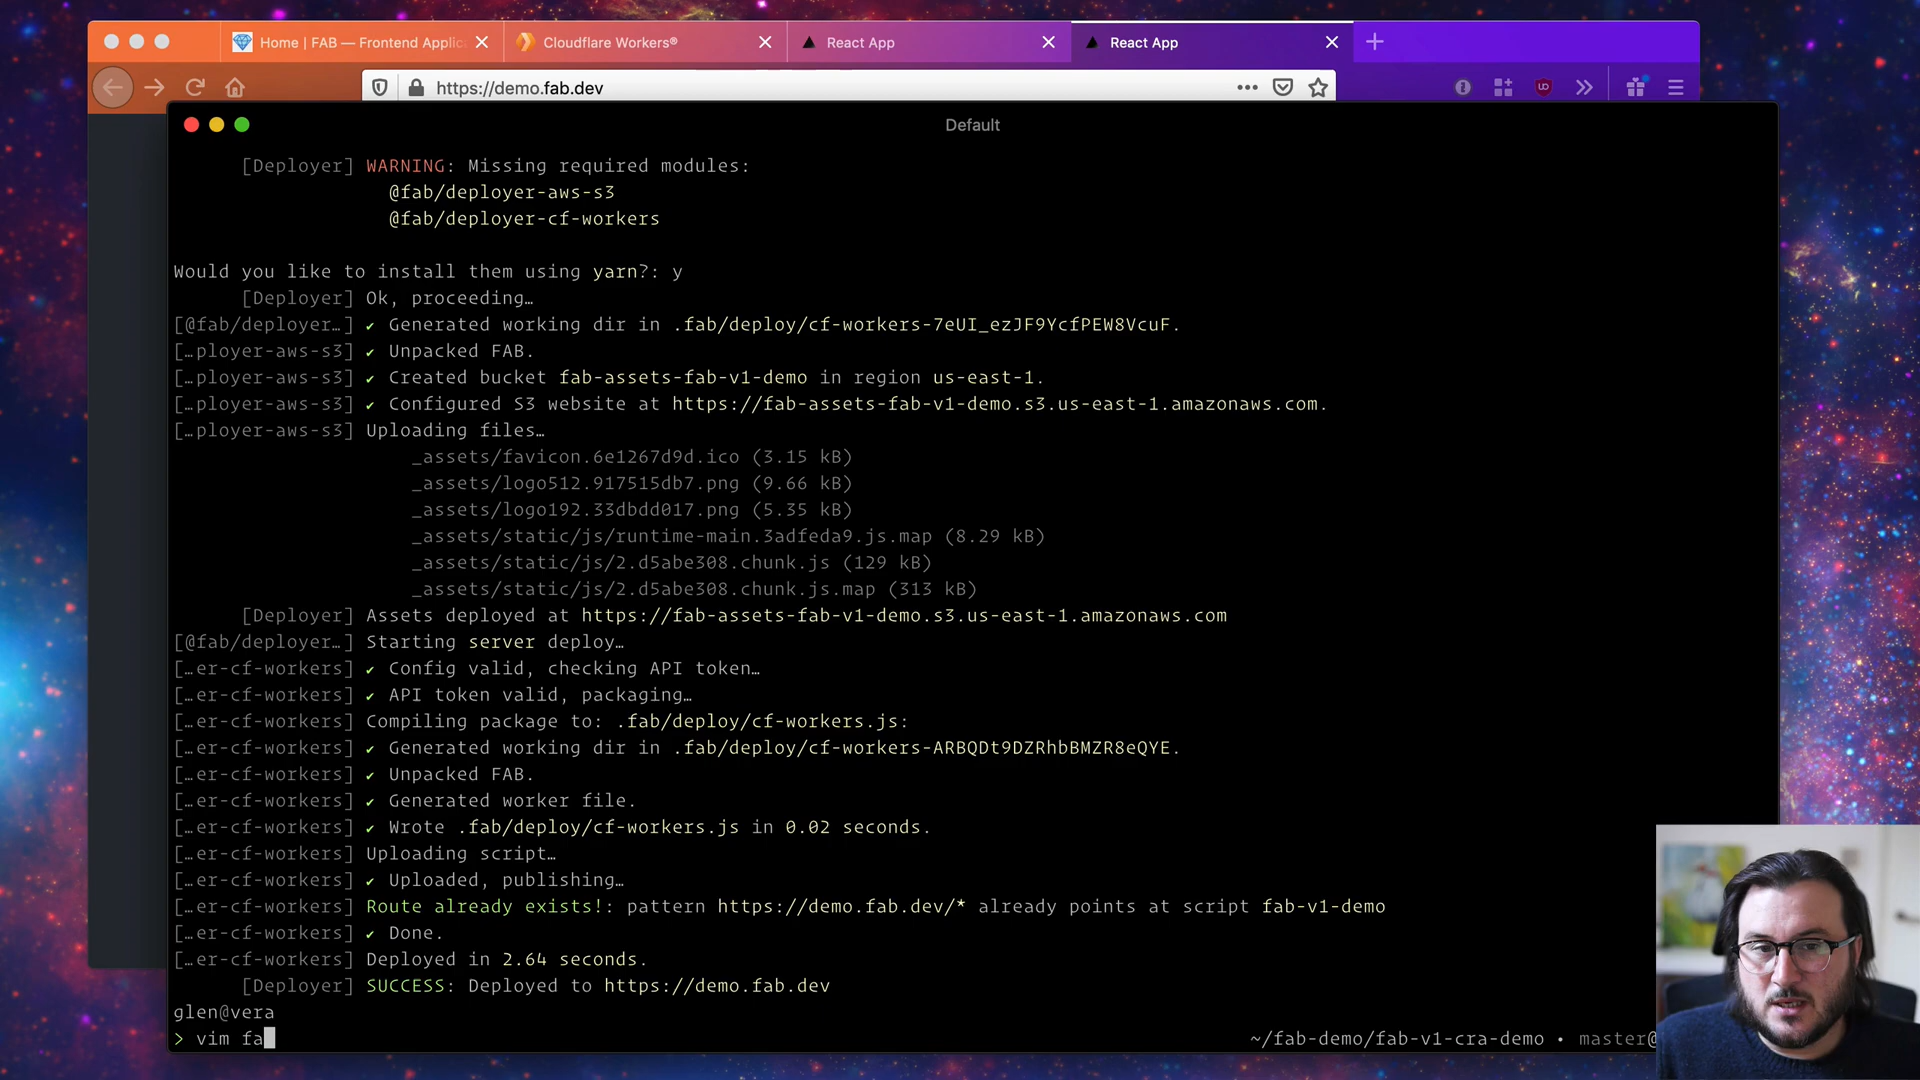 Home | FAB — Frontend Applic
Cloudflare Workers®
React App
React App
https://demo.fab.dev
Default
[Deployer] WARNING: Missing required modules:
@fab/deployer-aws-s3
@fab/deployer-cf-workers
Would you like to install them using yarn?: y
[Deployer] Ok, proceeding…
[@fab/deployer…] ✔ Generated working dir in .fab/deploy/cf-workers-7eUI_ezJF9YcfPEW8VcuF.
[…ployer-aws-s3] ✔ Unpacked FAB.
[…ployer-aws-s3] ✔ Created bucket fab-assets-fab-v1-demo in region us-east-1.
[…ployer-aws-s3] ✔ Configured S3 website at https://fab-assets-fab-v1-demo.s3.us-east-1.amazonaws.com.
[…ployer-aws-s3] Uploading files…
_assets/favicon.6e1267d9d.ico (3.15 kB)
_assets/logo512.917515db7.png (9.66 kB)
_assets/logo192.33dbdd017.png (5.35 kB)
_assets/static/js/runtime-main.3adfeda9.js.map (8.29 kB)
_assets/static/js/2.d5abe308.chunk.js (129 kB)
_assets/static/js/2.d5abe308.chunk.js.map (313 kB)
[Deployer] Assets deployed at https://fab-assets-fab-v1-demo.s3.us-east-1.amazonaws.com
[@fab/deployer…] Starting server deploy…
[…er-cf-workers] ✔ Config valid, checking API token…
[…er-cf-workers] ✔ API token valid, packaging…
[…er-cf-workers] Compiling package to: .fab/deploy/cf-workers.js:
[…er-cf-workers] ✔ Generated working dir in .fab/deploy/cf-workers-ARBQDt9DZRhbBMZR8eQYE.
[…er-cf-workers] ✔ Unpacked FAB.
[…er-cf-workers] ✔ Generated worker file.
[…er-cf-workers] ✔ Wrote .fab/deploy/cf-workers.js in 0.02 seconds.
[…er-cf-workers] Uploading script…
[…er-cf-workers] ✔ Uploaded, publishing…
[…er-cf-workers] Route already exists!: pattern https://demo.fab.dev/* already points at script fab-v1-demo
[…er-cf-workers] ✔ Done.
[…er-cf-workers] Deployed in 2.64 seconds.
[Deployer] SUCCESS: Deployed to https://demo.fab.dev
glen@vera
> vim fa ~/fab-demo/fab-v1-cra-demo • master@